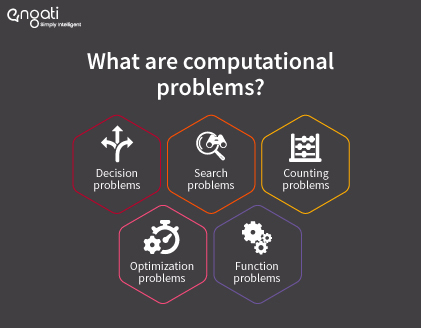 engati
Simply Intelligent
What are computational
problems?
Decision
problems
Search
problems
Counting
problems
Optimization
problems
Function
problems